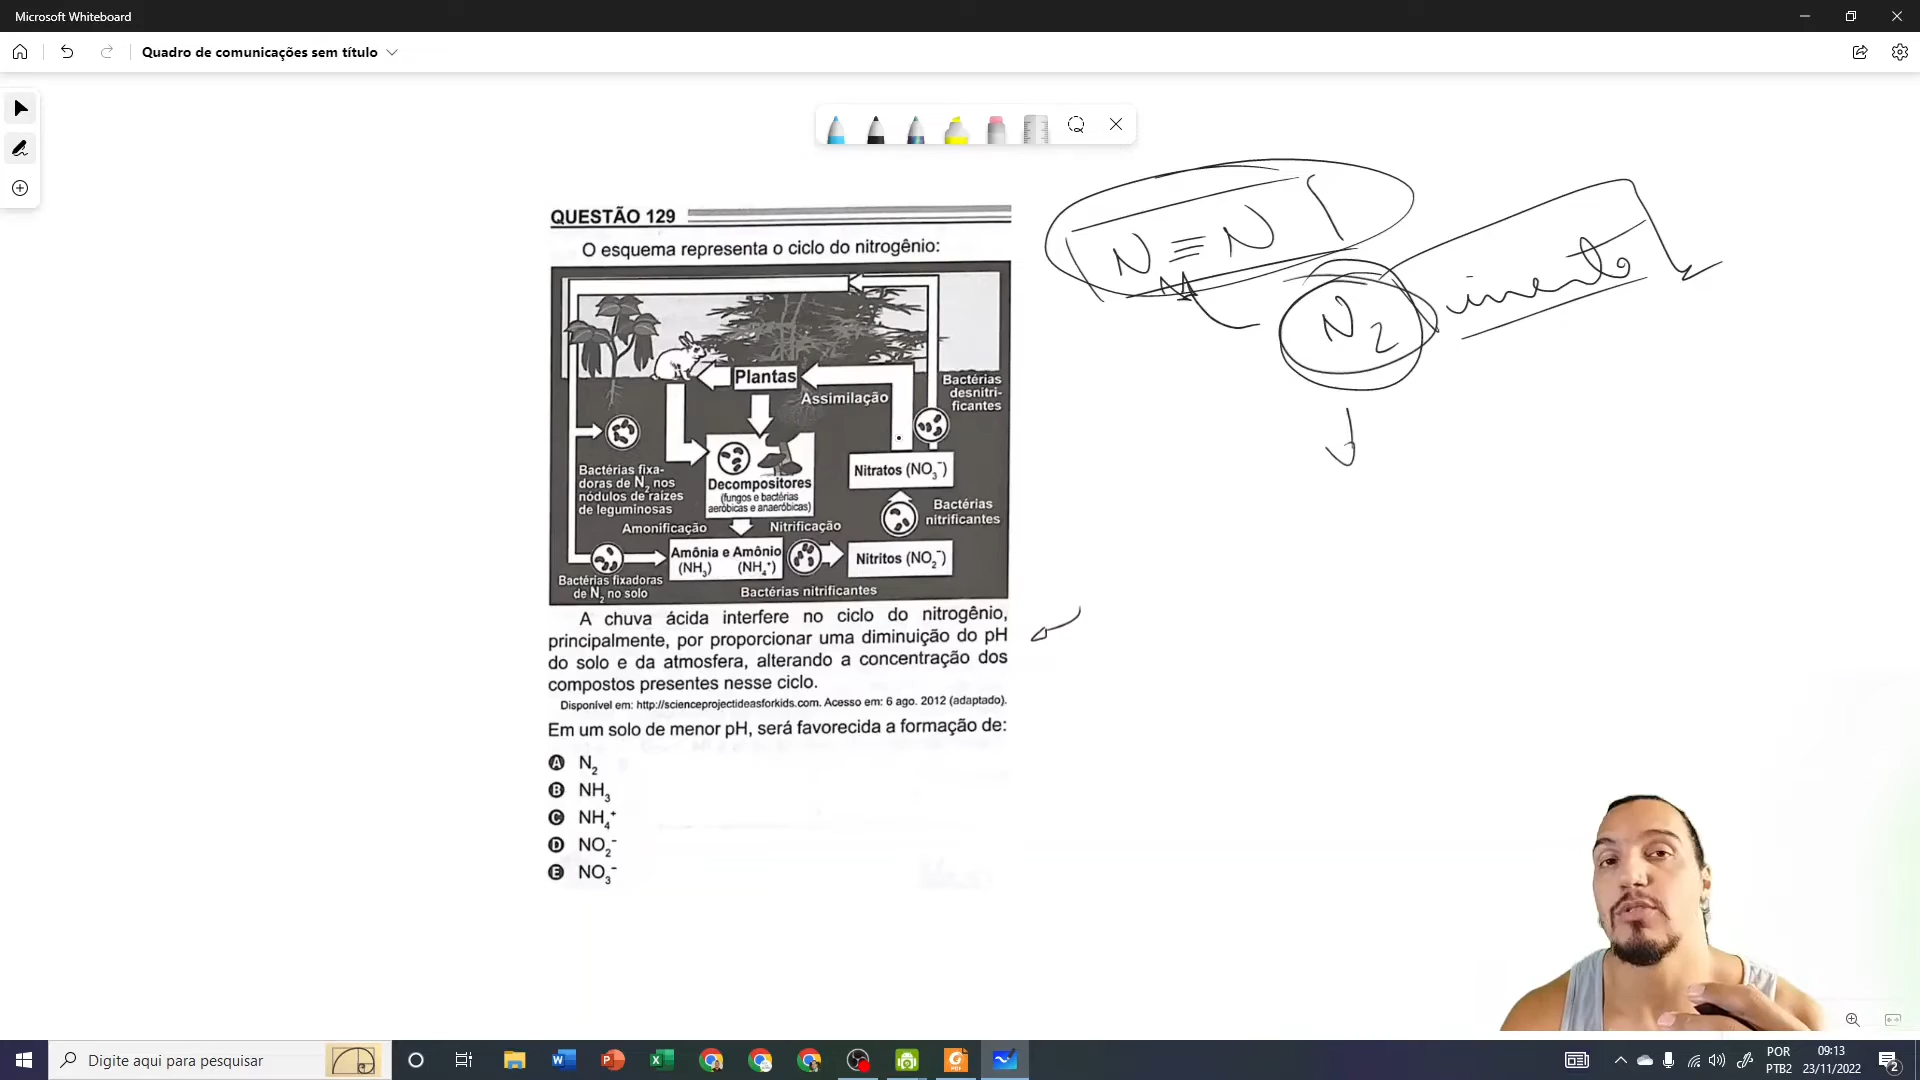 Microsoft Whiteboard
Quadro de comunicações sem título
QUESTÃO 129
O esquema representa o ciclo do nitrogênio:
Plantas
Assimilação
Bactérias
desnitri-
ficantes
Bactérias fixa-
doras de N2 nos
nódulos de raízes
de leguminosas
Decompositores
(fungos e bactérias
aeróbicas e anaeróbicas)
Nitratos (NO3-)
Bactérias
nitrificantes
Amonificação
Nitrificação
Amônia e Amônio
(NH3) (NH4+)
Nitritos (NO2-)
Bactérias fixadoras
de N2 no solo
Bactérias nitrificantes
A chuva ácida interfere no ciclo do nitrogênio,
principalmente, por proporcionar uma diminuição do pH
do solo e da atmosfera, alterando a concentração dos
compostos presentes nesse ciclo.
Disponível em: http://scienceprojectideasforkids.com. Acesso em: 6 ago. 2012 (adaptado).
Em um solo de menor pH, será favorecida a formação de:
A N2
B NH3
C NH4+
D NO2-
E NO3-
N≡N
N2 inerte
Digite aqui para pesquisar
POR
PTB2
09:13
23/11/2022
2